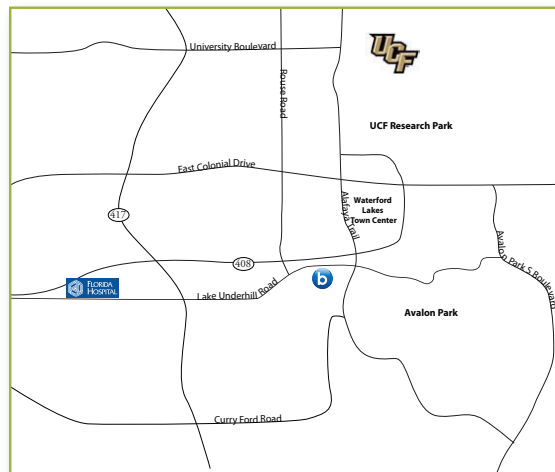 UCF
University Boulevard
Rouse Road
UCF Research Park
East Colonial Drive
Waterford
Lakes
Town Center
Alafaya Trail
417
408
b
Avalon Park S Boulevard
FLORIDA
HOSPITAL
Lake Underhill Road
Avalon Park
Curry Ford Road